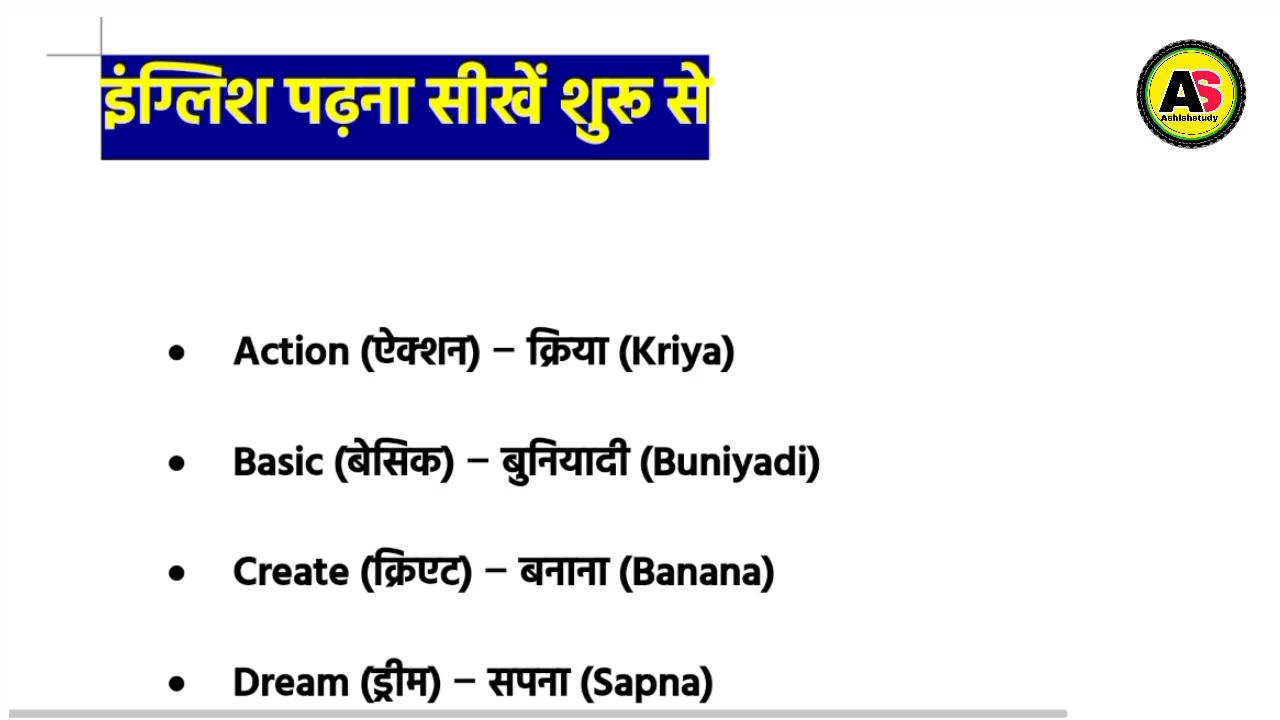 इंग्लिश पढ़ना सीखें शुरू से
AS
Ashishstudy
• Action (ऐक्शन) – क्रिया (Kriya)
• Basic (बेसिक) – बुनियादी (Buniyadi)
• Create (क्रिएट) – बनाना (Banana)
• Dream (ड्रीम) – सपना (Sapna)